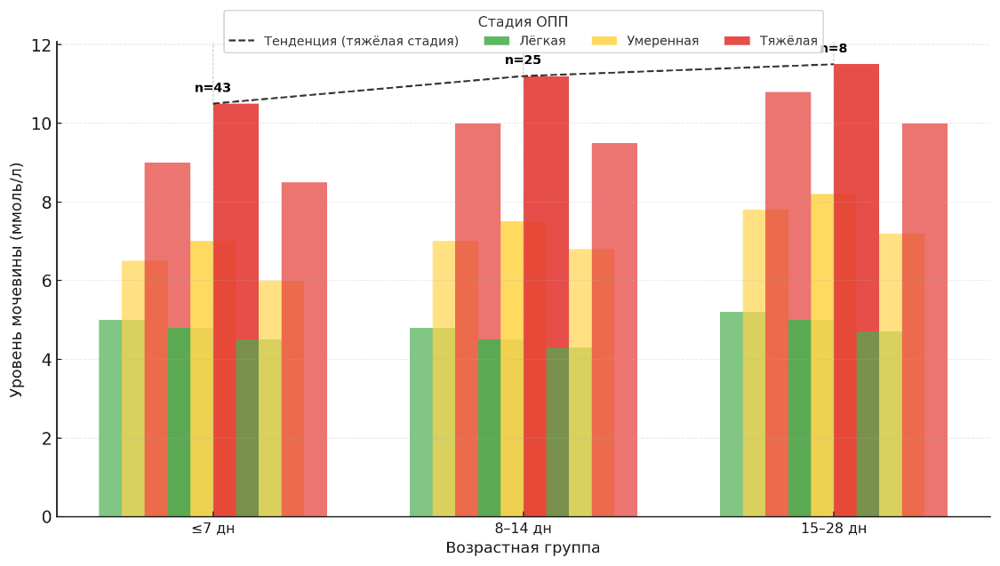 Стадия ОПП
Тенденция (тяжёлая стадия) Лёгкая Умеренная Тяжёлая
n=43
n=25
n=8
Уровень мочевины (ммоль/л)
12
10
8
6
4
2
0
≤7 дн
8–14 дн
15–28 дн
Возрастная группа